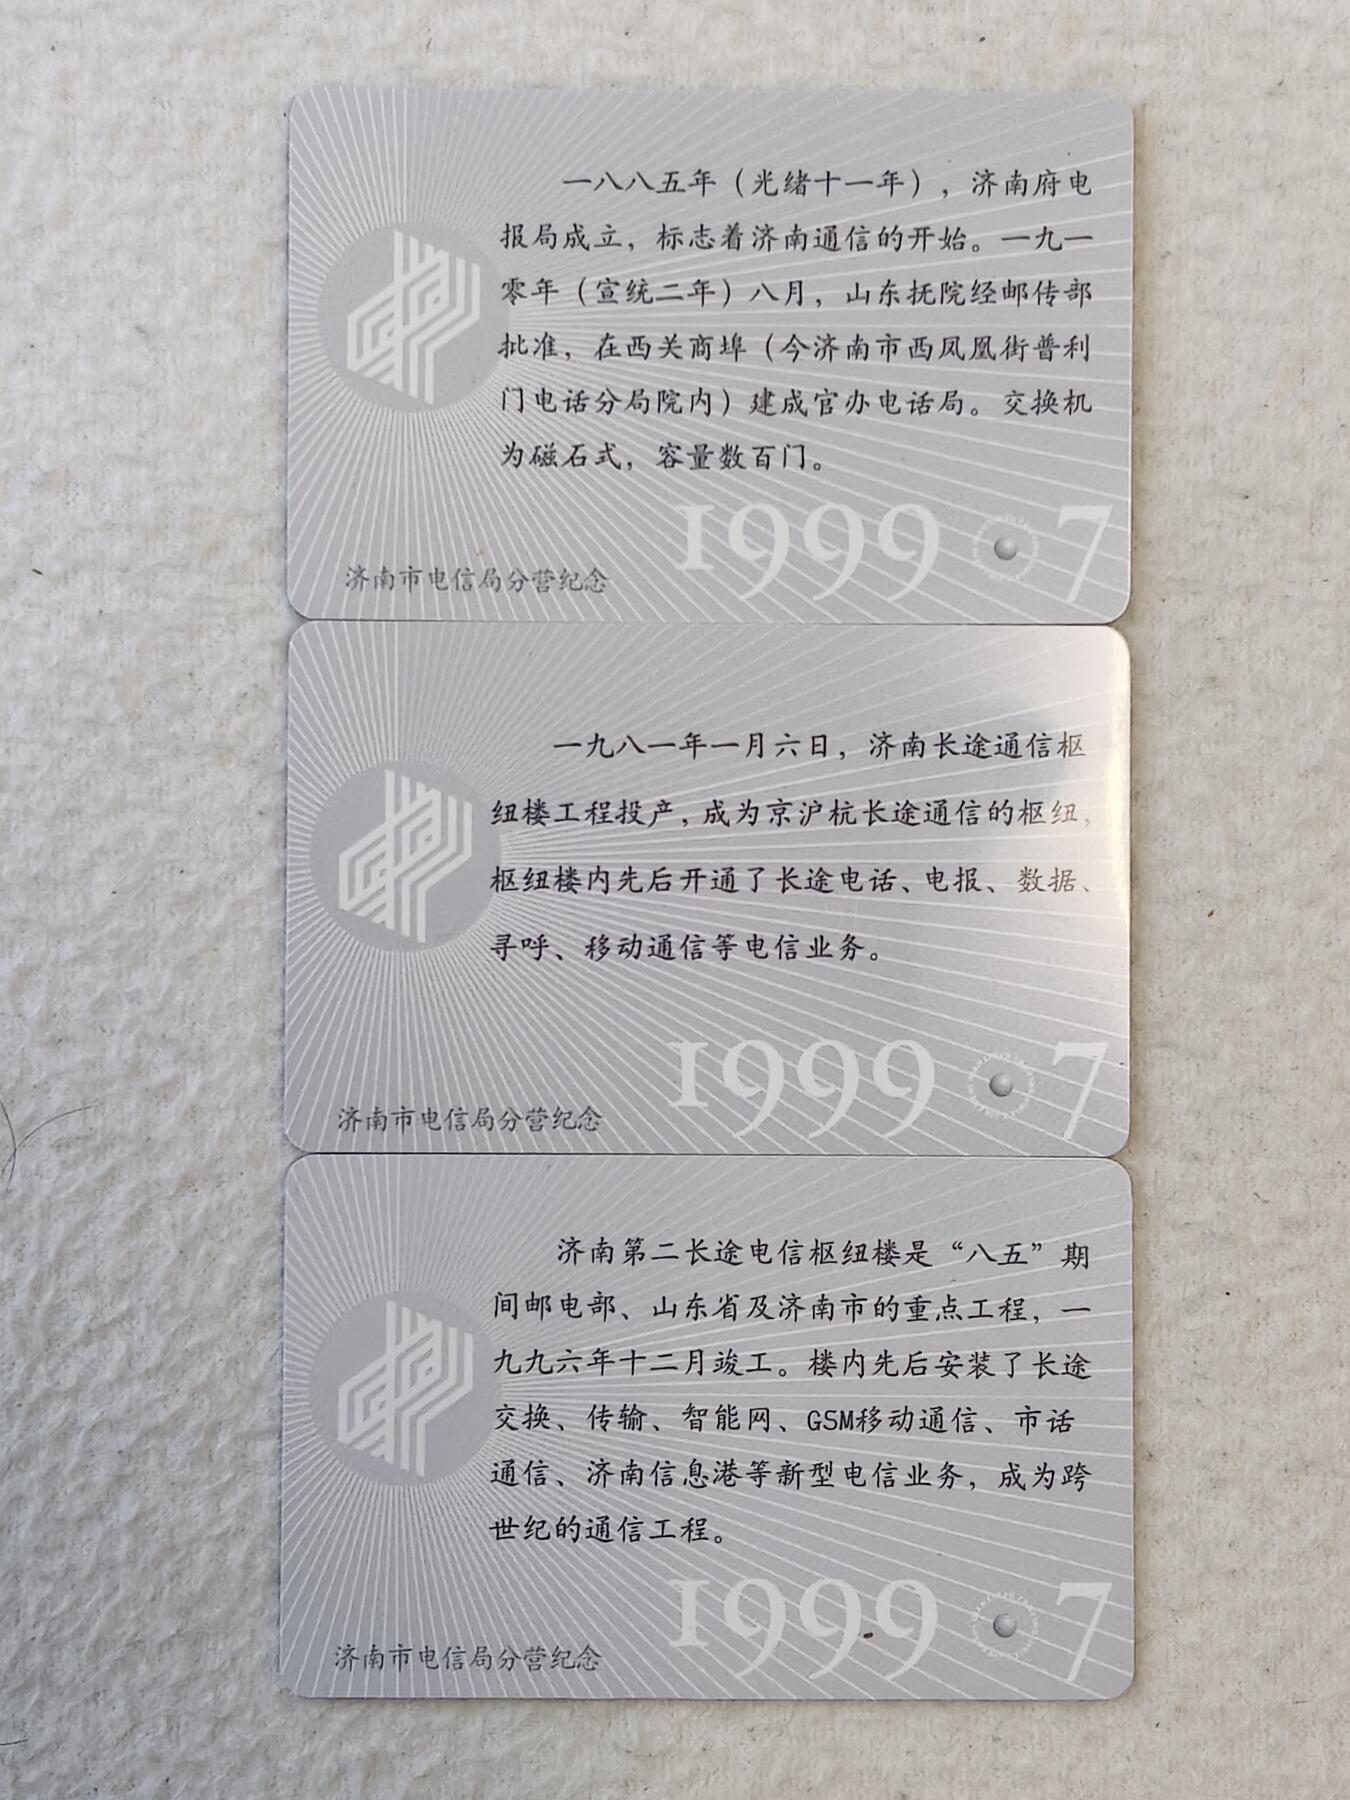 一八八五年（光绪十一年），济南府电
报局成立，标志着济南通信的开始。一九一
零年（宣统二年）八月，山东抚院经邮传部
批准，在西关商埠（今济南市西凤凰街普利
门电话分局院内）建成官办电话局。交换机
为磁石式，容量数百门。
1999 7
济南市电信局分营纪念
一九八一年一月六日，济南长途通信枢
纽楼工程投产，成为京沪杭长途通信的枢纽，
枢纽楼内先后开通了长途电话、电报、数据、
寻呼、移动通信等电信业务。
1999 7
济南市电信局分营纪念
济南第二长途电信枢纽楼是“八五”期
间邮电部、山东省及济南市的重点工程，一
九九六年十二月竣工。楼内先后安装了长途
交换、传输、智能网、GSM移动通信、市话
通信、济南信息港等新型电信业务，成为跨
世纪的通信工程。
1999 7
济南市电信局分营纪念